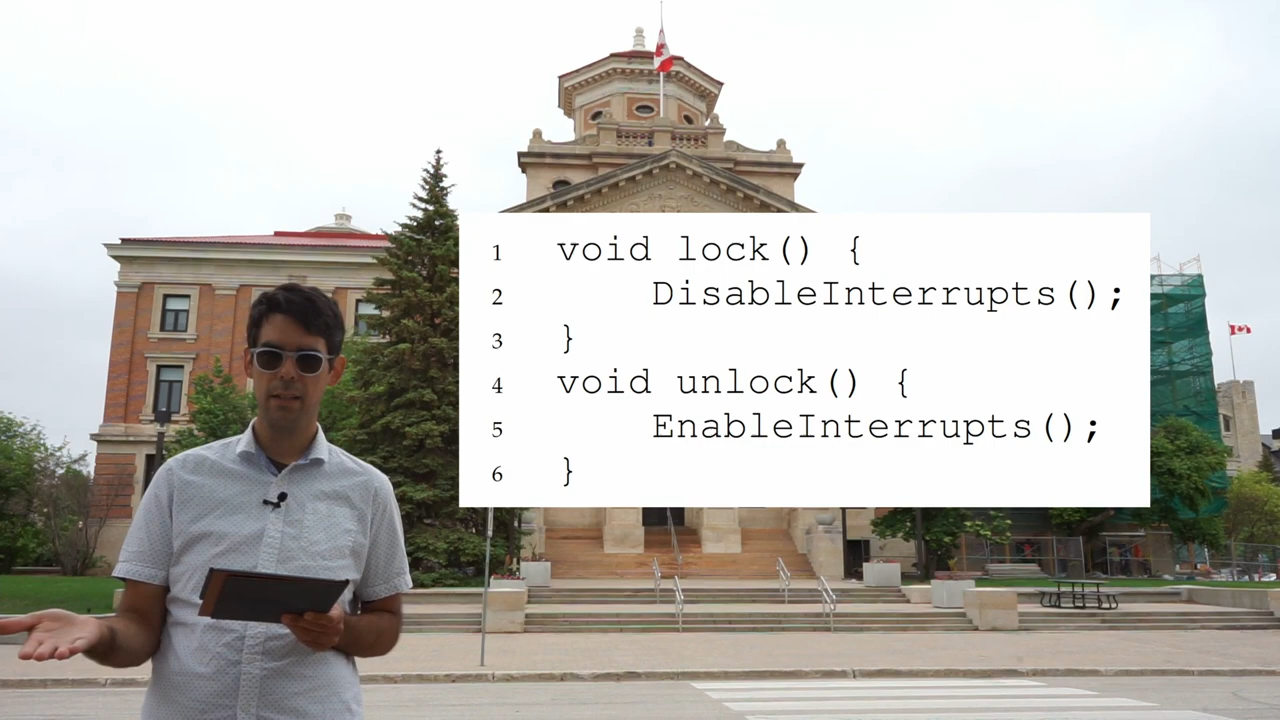 1 void lock() {
2 DisableInterrupts();
3 }
4 void unlock() {
5 EnableInterrupts();
6 }